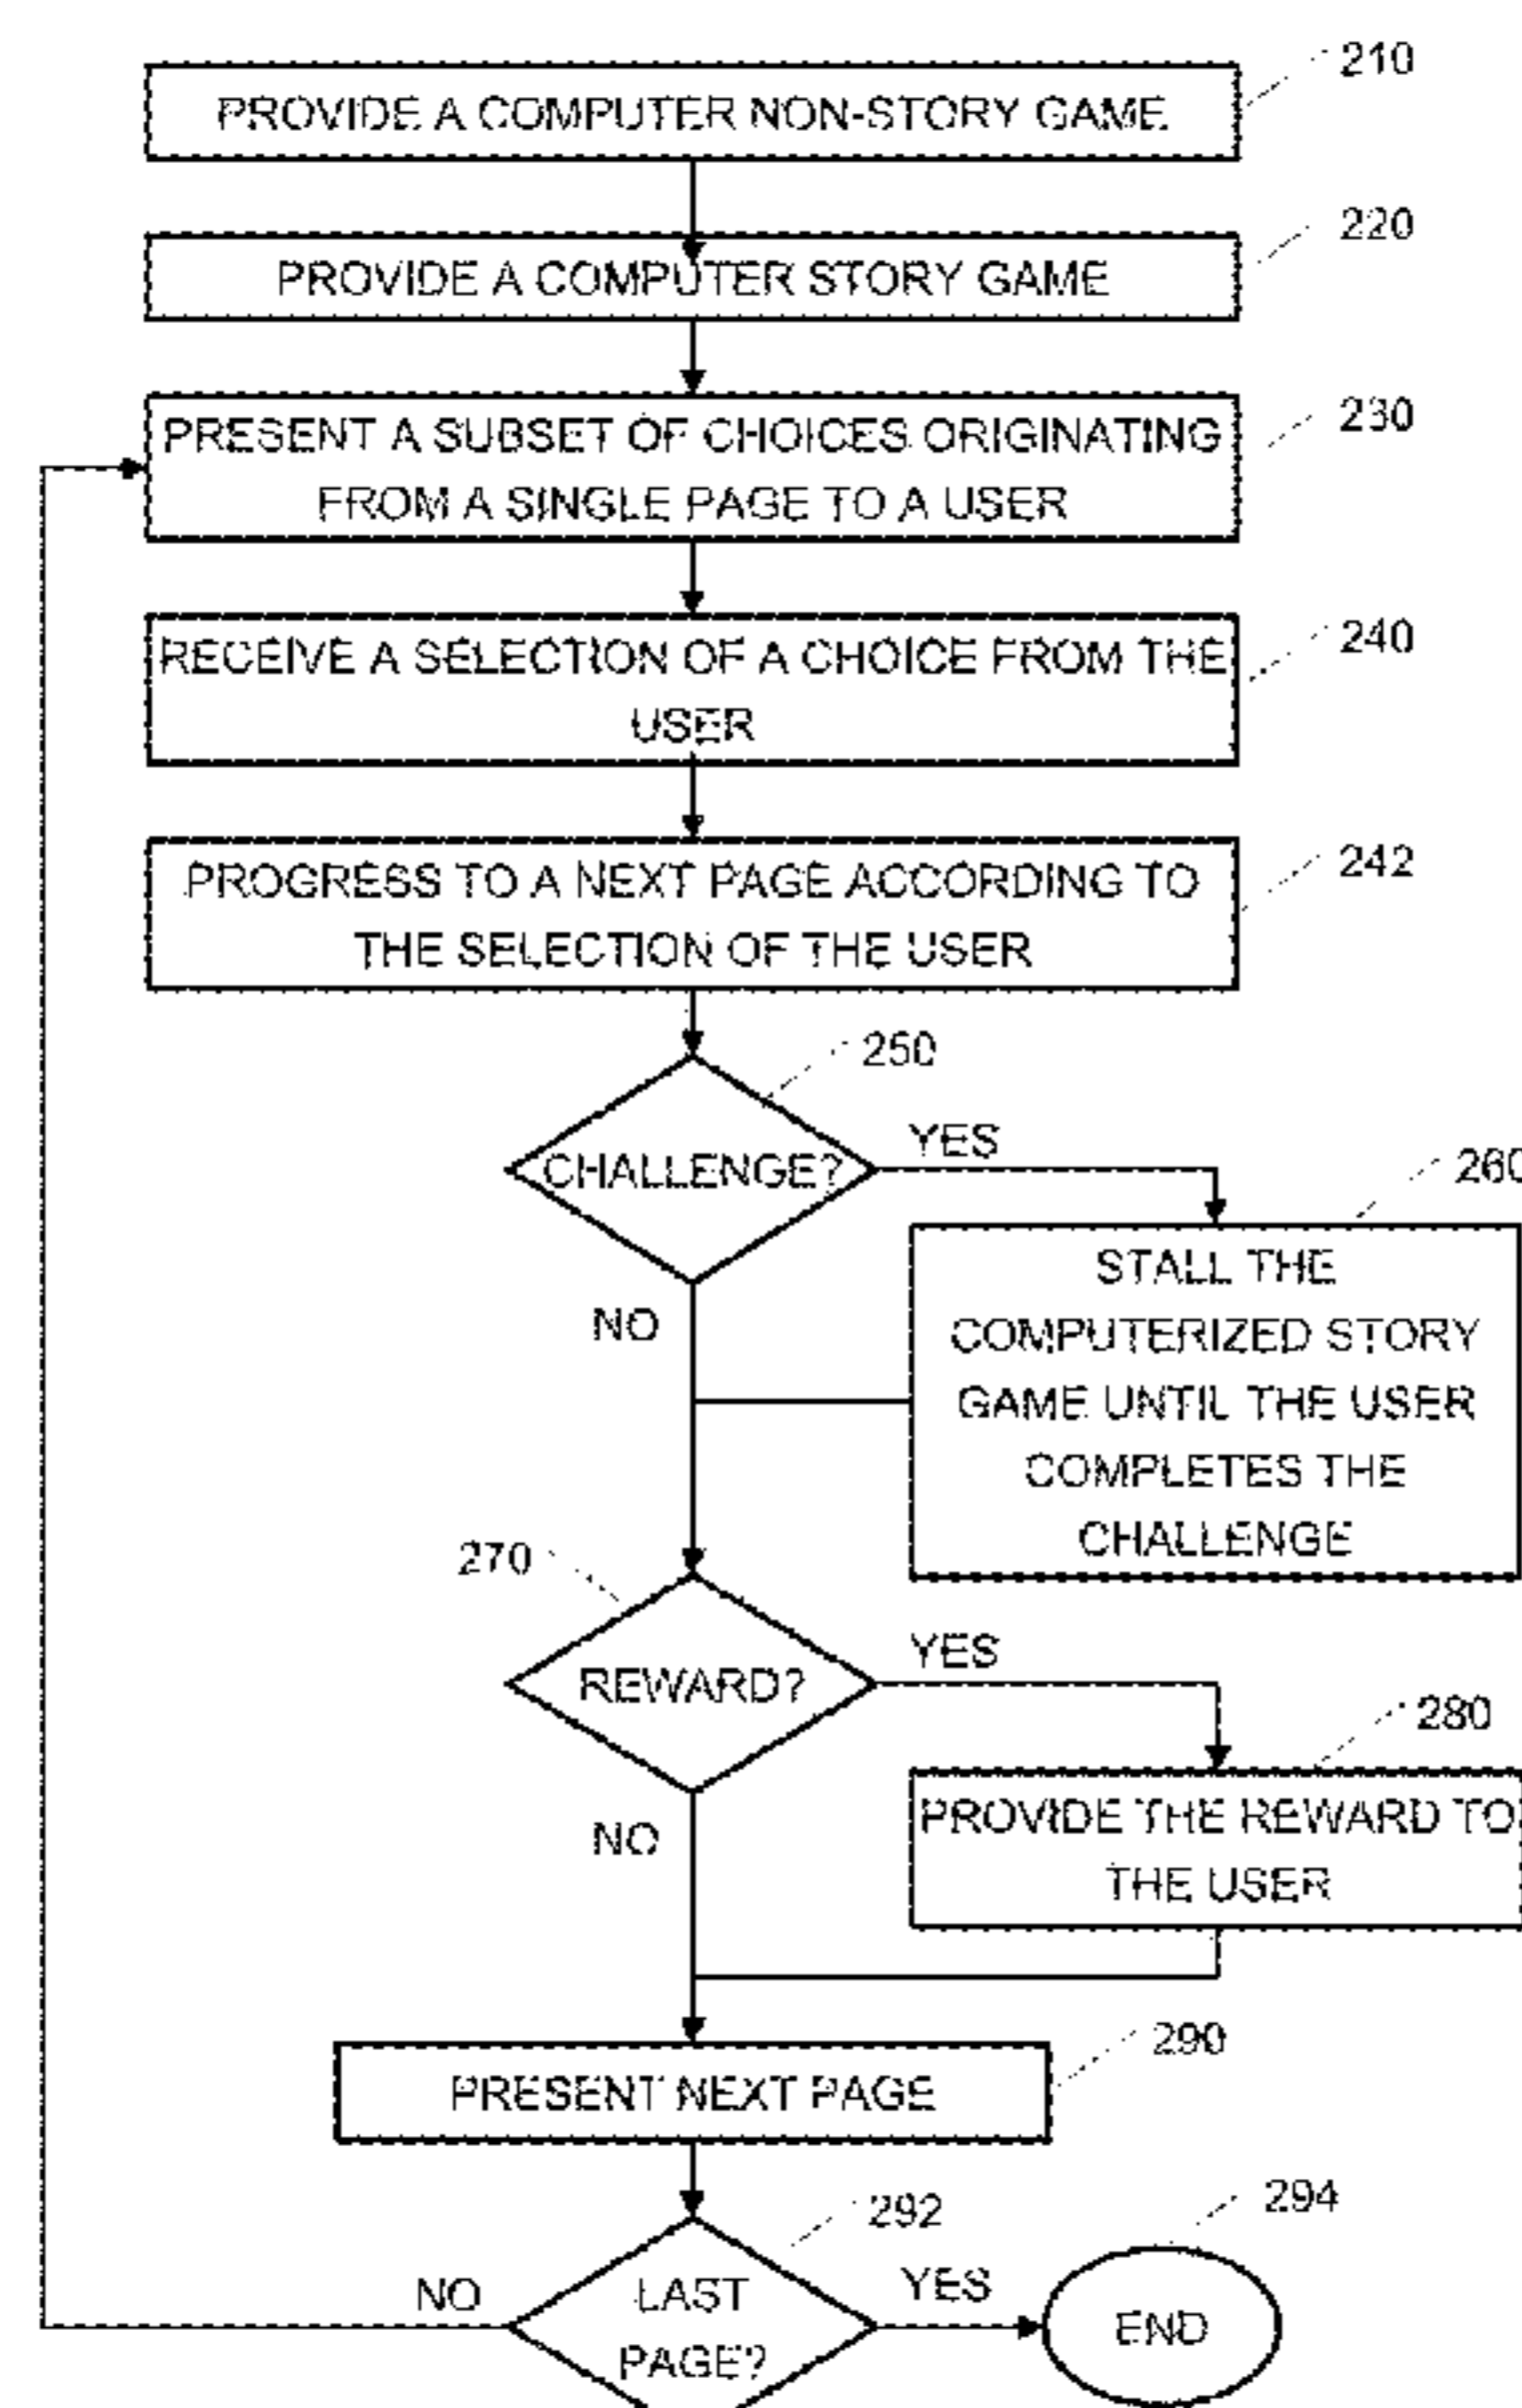 210
PROVIDE A COMPUTER NON-STORY GAME
220
PROVIDE A COMPUTER STORY GAME
230
PRESENT A SUBSET OF CHOICES ORIGINATING
FROM A SINGLE PAGE TO A USER
240
RECEIVE A SELECTION OF A CHOICE FROM THE
USER
242
PROGRESS TO A NEXT PAGE ACCORDING TO
THE SELECTION OF THE USER
250
CHALLENGE?
YES
260
NO
STALL THE
COMPUTERIZED STORY
GAME UNTIL THE USER
COMPLETES THE
CHALLENGE
270
REWARD?
YES
280
NO
PROVIDE THE REWARD TO
THE USER
290
PRESENT NEXT PAGE
292
294
NO
LAST
PAGE?
YES
END